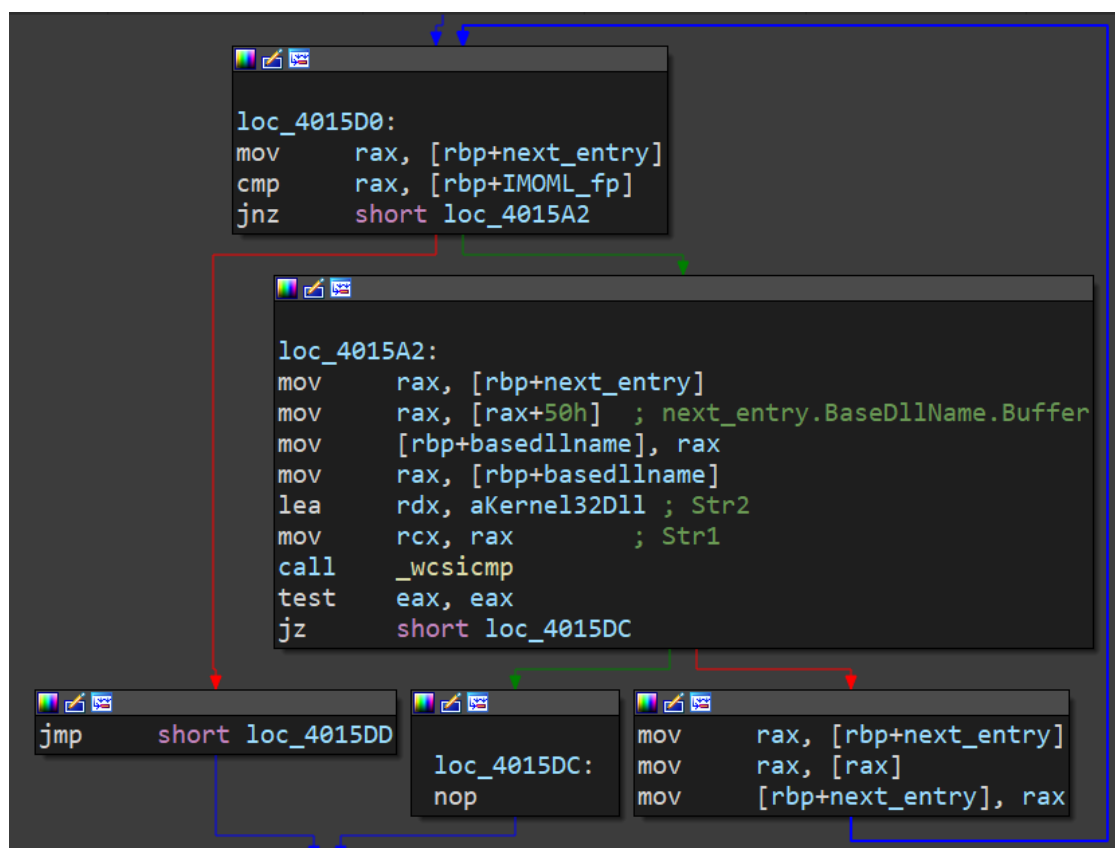 loc_4015D0:
mov     rax, [rbp+next_entry]
cmp     rax, [rbp+IMOML_fp]
jnz     short loc_4015A2
loc_4015A2:
mov     rax, [rbp+next_entry]
mov     rax, [rax+50h]  ; next_entry.BaseDllName.Buffer
mov     [rbp+basedllname], rax
mov     rax, [rbp+basedllname]
lea     rdx, aKernel32Dll ; Str2
mov     rcx, rax        ; Str1
call    _wcsicmp
test    eax, eax
jz      short loc_4015DC
jmp     short loc_4015DD
loc_4015DC:
nop
mov     rax, [rbp+next_entry]
mov     rax, [rax]
mov     [rbp+next_entry], rax